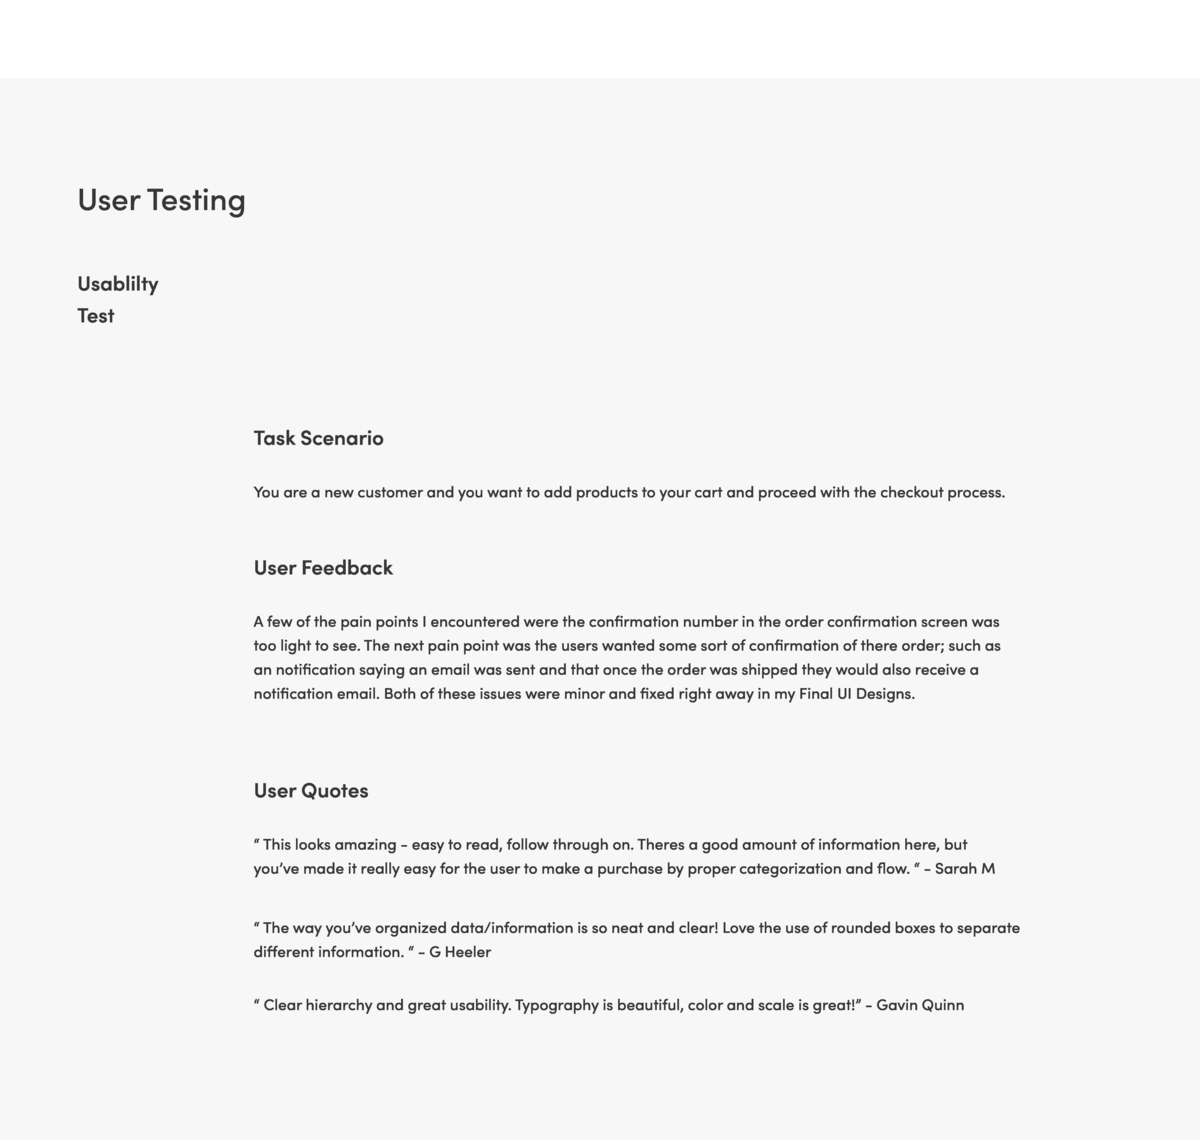 User Testing
Usablilty
Test
Task Scenario
You are a new customer and you want to add products to your cart and proceed with the checkout process.
User Feedback
A few of the pain points I encountered were the confirmation number in the order confirmation screen was
too light to see. The next pain point was the users wanted some sort of confirmation of there order; such as
an notification saying an email was sent and that once the order was shipped they would also receive a
notification email. Both of these issues were minor and fixed right away in my Final UI Designs.
User Quotes
“ This looks amazing - easy to read, follow through on. Theres a good amount of information here, but
you’ve made it really easy for the user to make a purchase by proper categorization and flow. “ - Sarah M
“ The way you’ve organized data/information is so neat and clear! Love the use of rounded boxes to separate
different information. “ - G Heeler
“ Clear hierarchy and great usability. Typography is beautiful, color and scale is great!” - Gavin Quinn